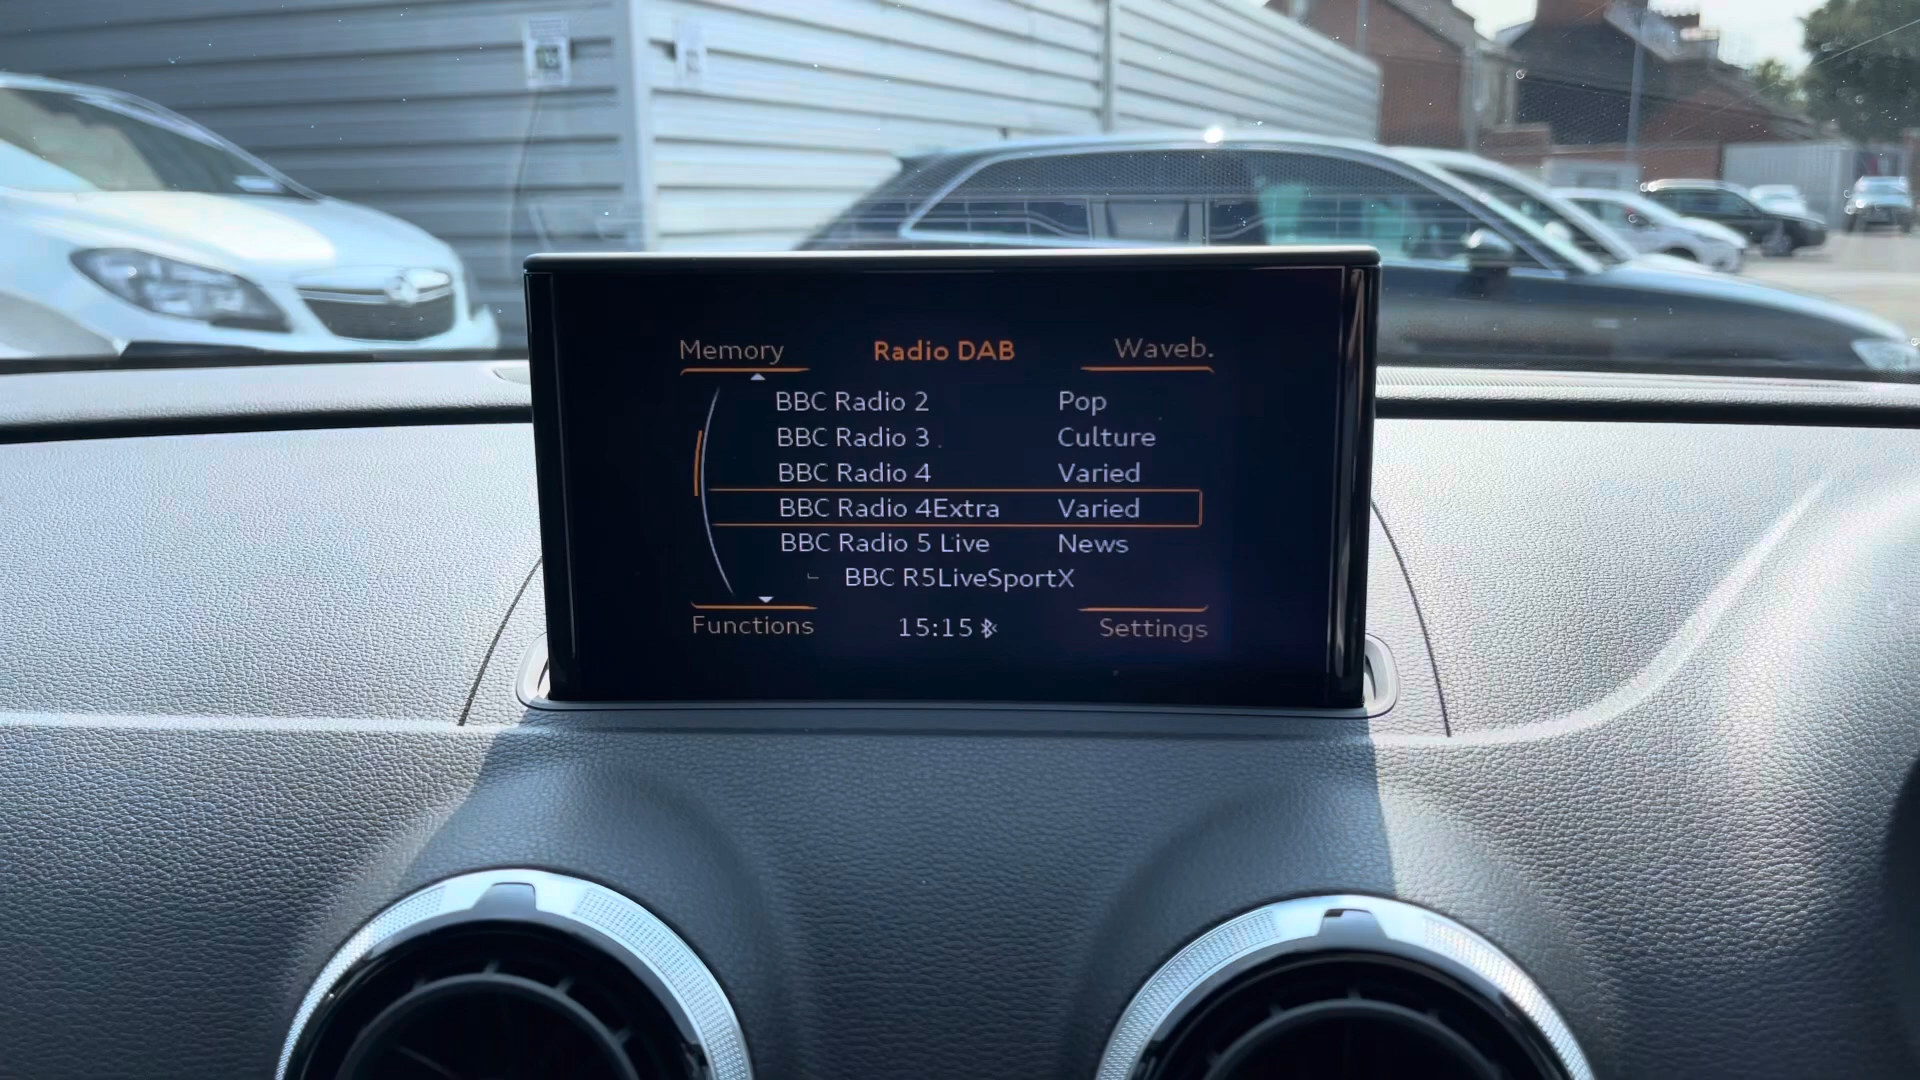 Memory Radio DAB Waveb.
BBC Radio 2 Pop
BBC Radio 3 Culture
BBC Radio 4 Varied
BBC Radio 4Extra Varied
BBC Radio 5 Live News
BBC R5LiveSportX
Functions 15:15 Settings